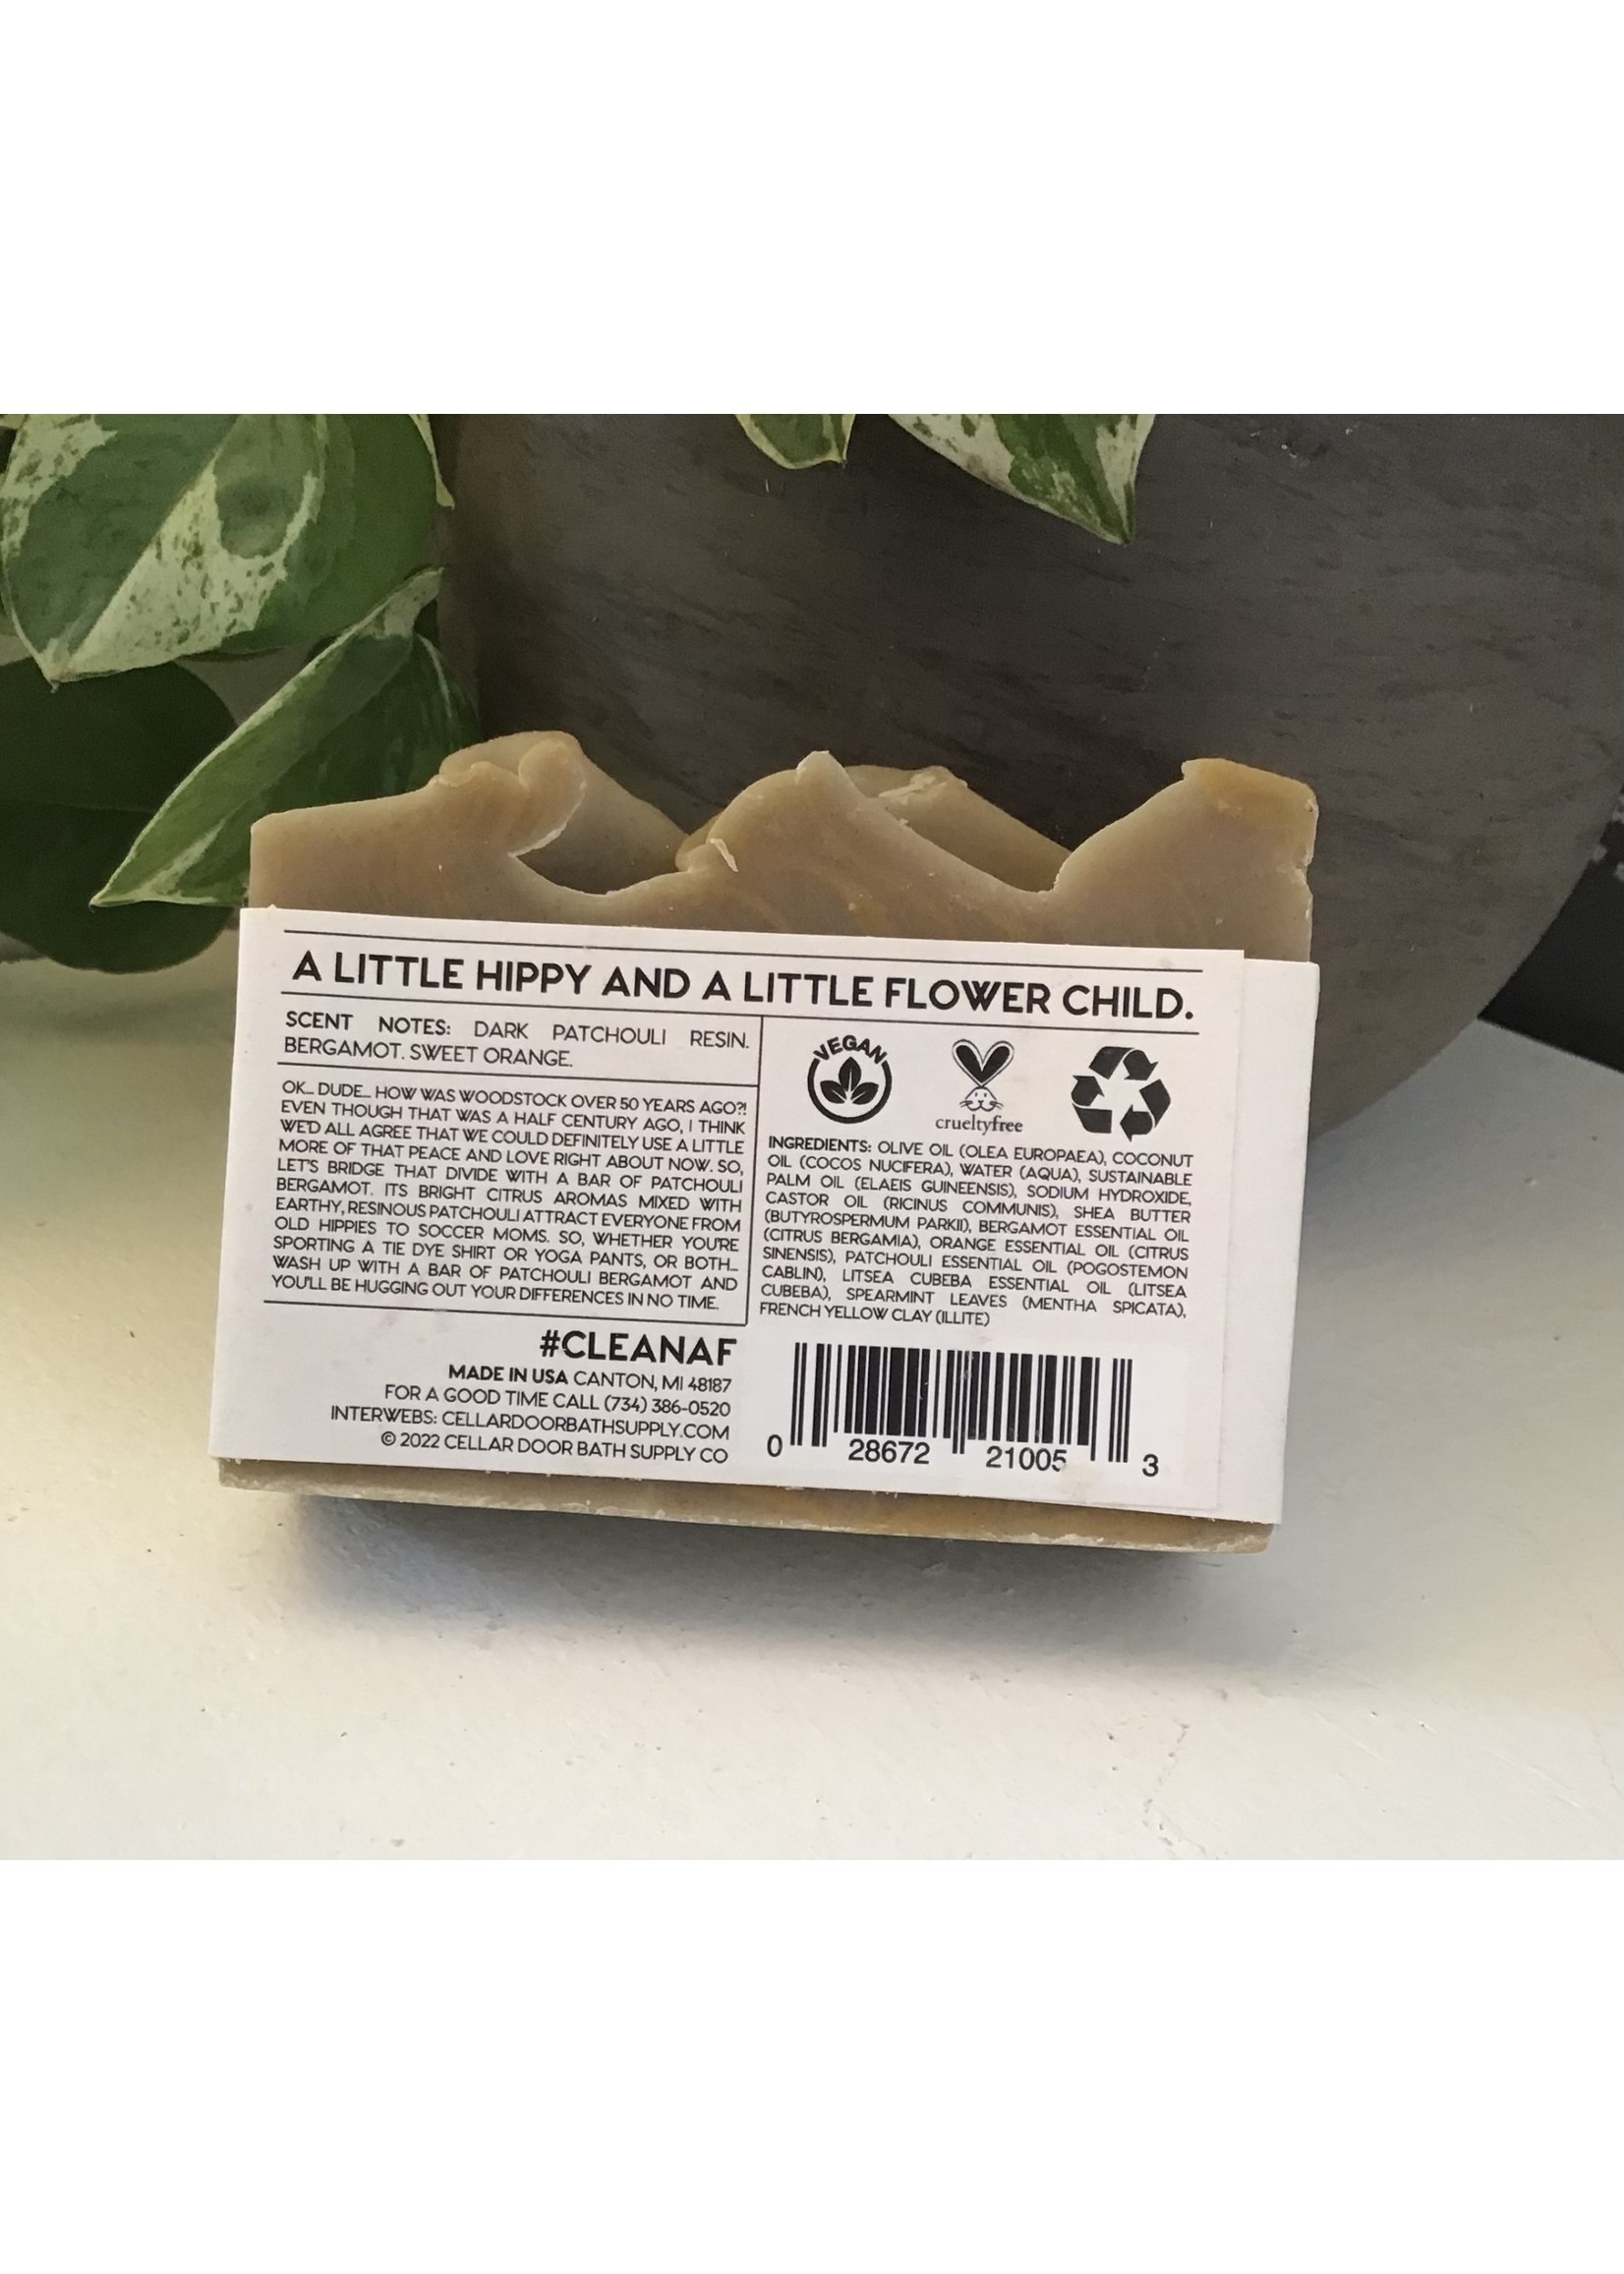 A LITTLE HIPPY AND A LITTLE FLOWER CHILD.
SCENT NOTES: DARK PATCHOULI RESIN.
BERGAMOT. SWEET ORANGE.
OK... DUDE... HOW WAS WOODSTOCK OVER 50 YEARS AGO?!
EVEN THOUGH THAT WAS A HALF CENTURY AGO, I THINK
WE'D ALL AGREE THAT WE COULD DEFINITELY USE A LITTLE
MORE OF THAT PEACE AND LOVE RIGHT ABOUT NOW. SO,
LET'S BRIDGE THAT DIVIDE WITH A BAR OF PATCHOULI
BERGAMOT. ITS BRIGHT CITRUS AROMAS MIXED WITH
EARTHY, RESINOUS PATCHOULI ATTRACT EVERYONE FROM
OLD HIPPIES TO SOCCER MOMS. SO, WHETHER YOU'RE
SPORTING A TIE DYE SHIRT OR YOGA PANTS, OR BOTH...
WASH UP WITH A BAR OF PATCHOULI BERGAMOT AND
YOU'LL BE HUGGING OUT YOUR DIFFERENCES IN NO TIME.
#CLEANAF
MADE IN USA CANTON, MI 48187
FOR A GOOD TIME CALL (734) 386-0520
INTERWEBS: CELLARDOORBATHSUPPLY.COM
© 2022 CELLAR DOOR BATH SUPPLY CO
VEGAN
crueltyfree
INGREDIENTS: OLIVE OIL (OLEA EUROPAEA), COCONUT
OIL (COCOS NUCIFERA), WATER (AQUA), SUSTAINABLE
PALM OIL (ELAEIS GUINEENSIS), SODIUM HYDROXIDE,
CASTOR OIL (RICINUS COMMUNIS), SHEA BUTTER
(BUTYROSPERMUM PARKII), BERGAMOT ESSENTIAL OIL
(CITRUS BERGAMIA), ORANGE ESSENTIAL OIL (CITRUS
SINENSIS), PATCHOULI ESSENTIAL OIL (POGOSTEMON
CABLIN), LITSEA CUBEBA ESSENTIAL OIL (LITSEA
CUBEBA), SPEARMINT LEAVES (MENTHA SPICATA),
FRENCH YELLOW CLAY (ILLITE)
0 28672 21005 3